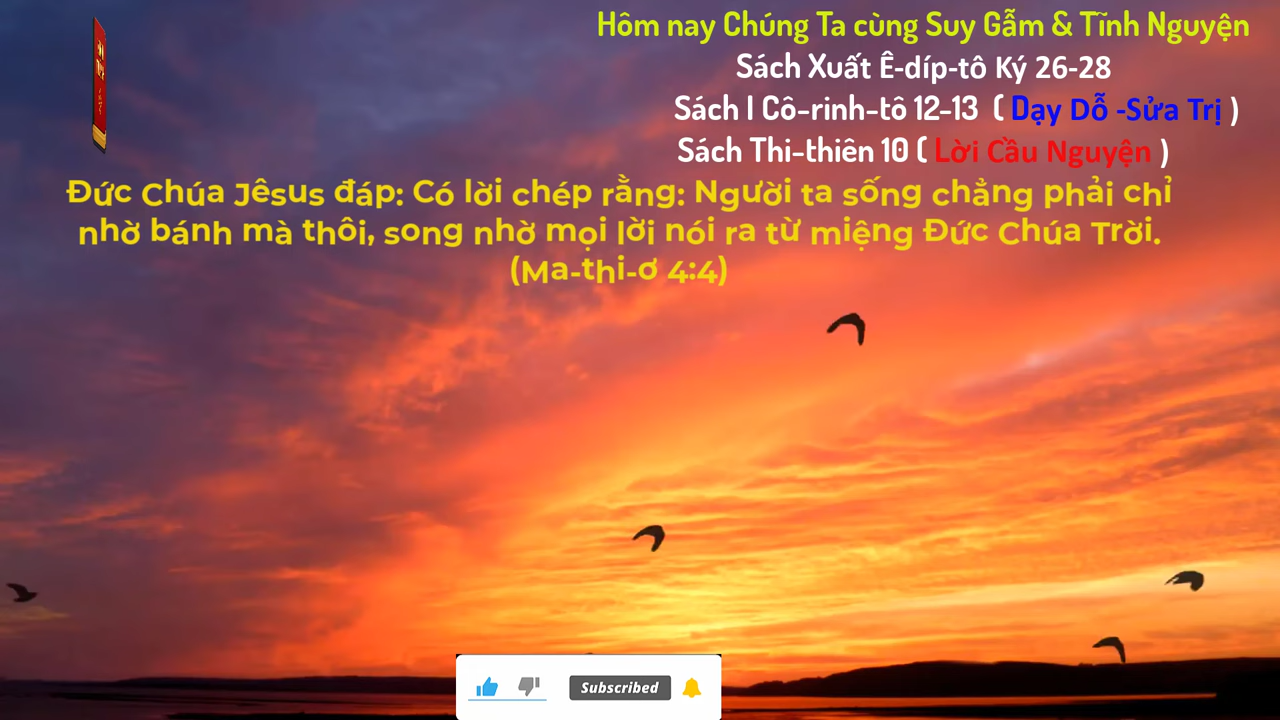 Hôm nay Chúng Ta cùng Suy Gẫm & Tĩnh Nguyện
Sách Xuất Ê-díp-tô Ký 26-28
Sách I Cô-rinh-tô 12-13 ( Dạy Dỗ -Sửa Trị )
Sách Thi-thiên 10 ( Lời Cầu Nguyện )
Đức Chúa Jêsus đáp: Có lời chép rằng: Người ta sống chẳng phải chỉ
nhờ bánh mà thôi, song nhờ mọi lời nói ra từ miệng Đức Chúa Trời.
(Ma-thi-ơ 4:4)
Subscribed